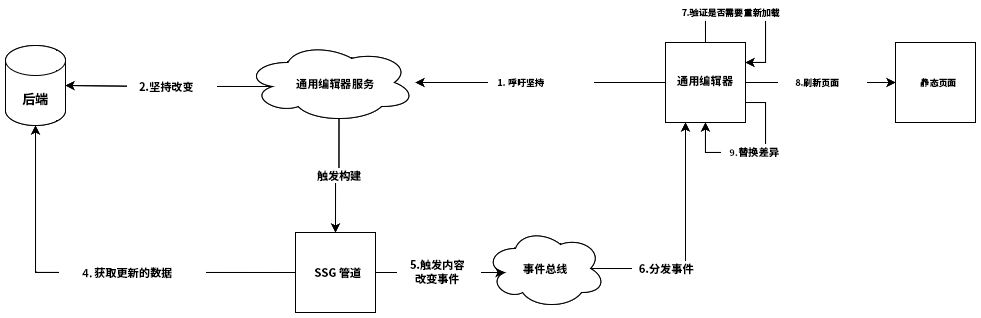 7.验证是否需要重新加载
后端
2.坚持改变
通用编辑器服务
1. 呼吁坚持
通用编辑器
8.刷新页面
静态页面
9.替换差异
触发构建
4.获取更新的数据
SSG 管道
5.触发内容
改变事件
事件总线
6.分发事件